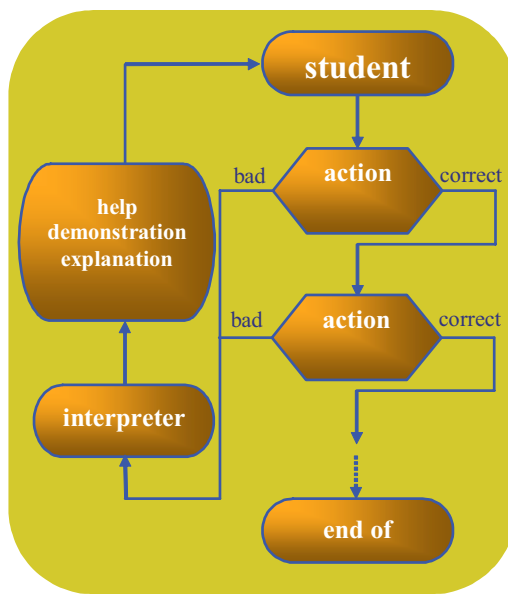 student
bad
action
correct
help
demonstration
explanation
bad
action
correct
interpreter
end of